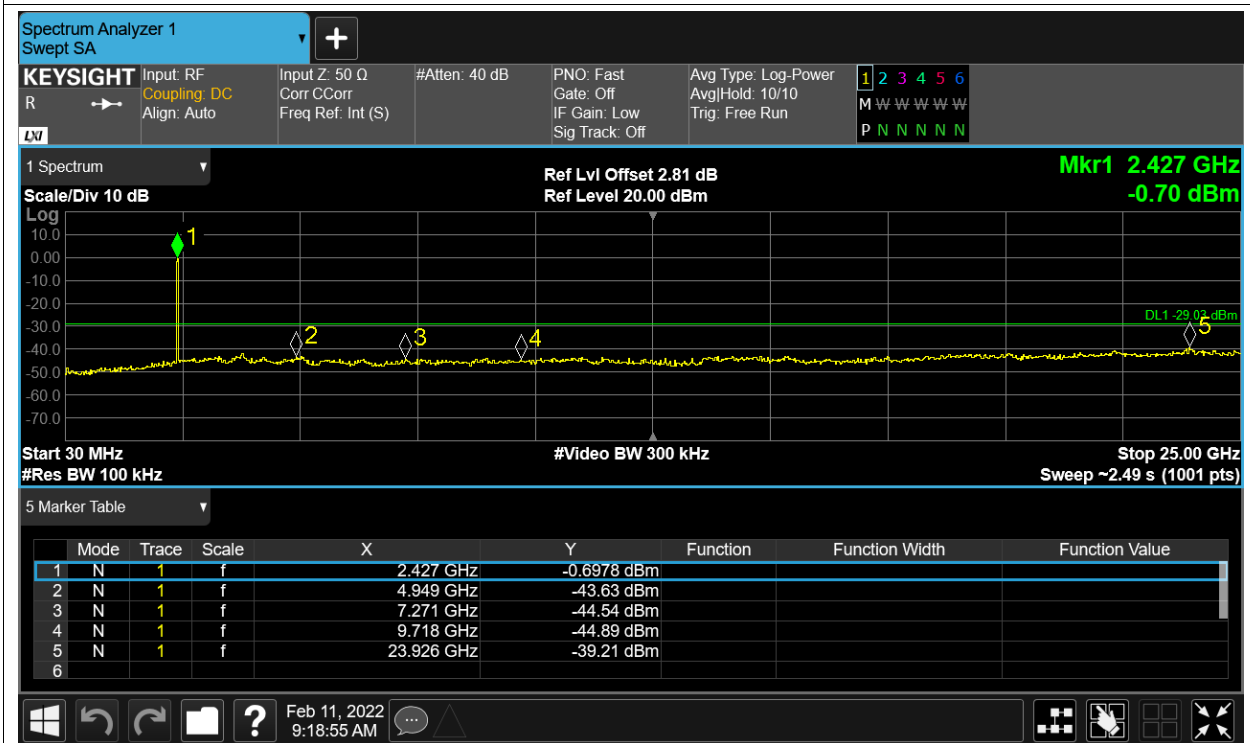 Spectrum Analyzer 1
Swept SA
+
KEYSIGHT Input: RF Input Z: 50 Ω #Atten: 40 dB PNO: Fast Avg Type: Log-Power 1 2 3 4 5 6
R Coupling: DC Corr CCorr Gate: Off Avg|Hold: 10/10 M W W W W W
Align: Auto Freq Ref: Int (S) IF Gain: Low Trig: Free Run
LXI Sig Track: Off P N N N N N
1 Spectrum Ref Lvl Offset 2.81 dB Mkr1 2.427 GHz
Scale/Div 10 dB Ref Level 20.00 dBm -0.70 dBm
Log
10.0 1
0.00
-10.0
-20.0
DL1 -29.03 dBm
-30.0 2 3 4 5
-40.0
-50.0
-60.0
-70.0
Start 30 MHz #Video BW 300 kHz Stop 25.00 GHz
#Res BW 100 kHz Sweep ~2.49 s (1001 pts)
5 Marker Table
Mode Trace Scale X Y Function Function Width Function Value
1 N 1 f 2.427 GHz -0.6978 dBm
2 N 1 f 4.949 GHz -43.63 dBm
3 N 1 f 7.271 GHz -44.54 dBm
4 N 1 f 9.718 GHz -44.89 dBm
5 N 1 f 23.926 GHz -39.21 dBm
6
? Feb 11, 2022
9:18:55 AM